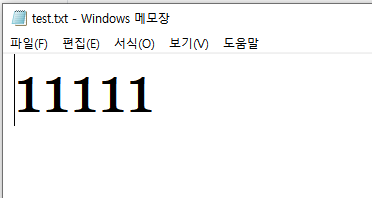 test.txt - Windows 메모장
파일(F) 편집(E) 서식(O) 보기(V) 도움말
11111